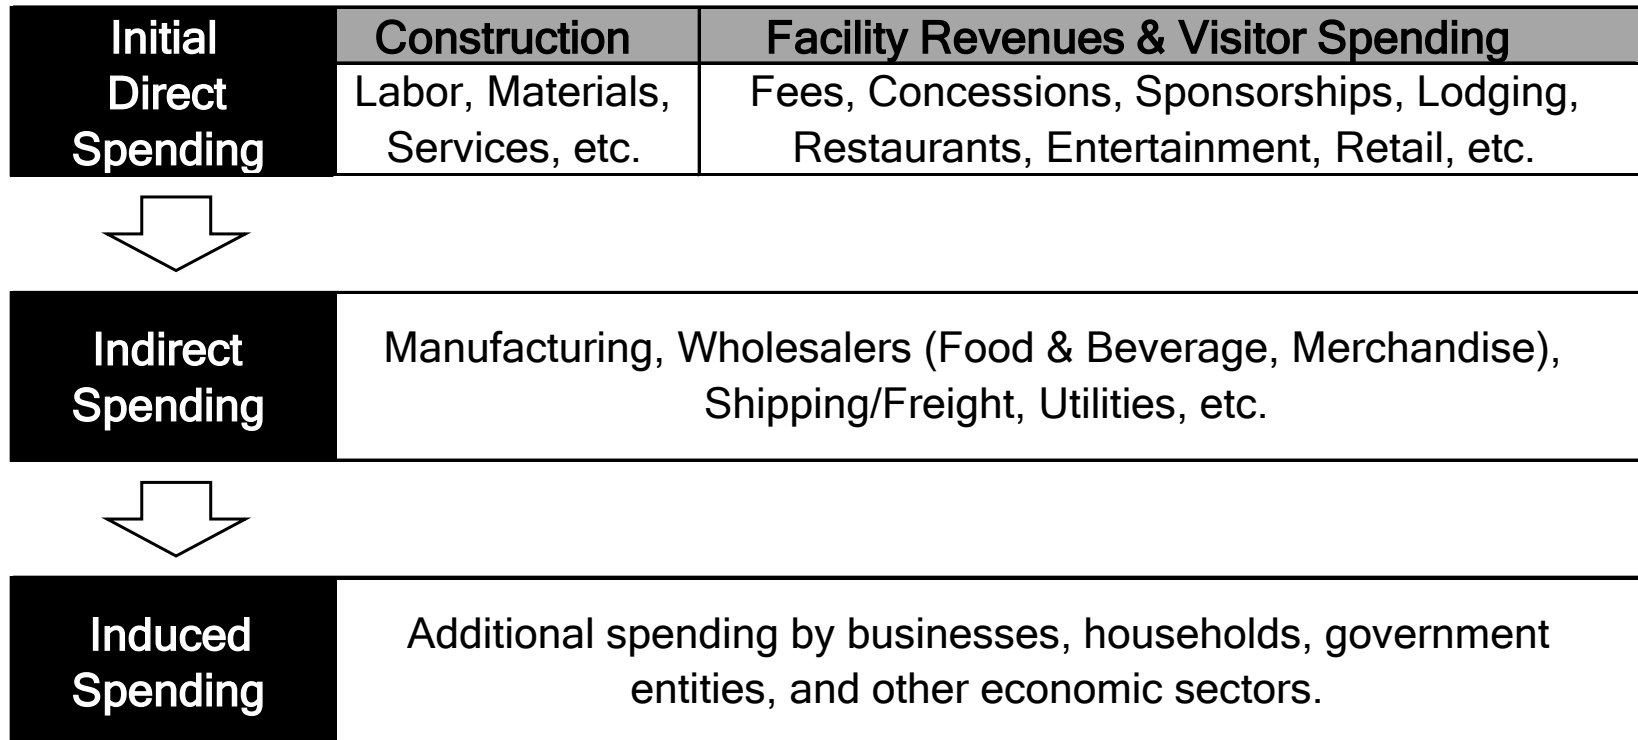 Initial
Direct
Spending
Construction
Labor, Materials,
Services, etc.
Facility Revenues & Visitor Spending
Fees, Concessions, Sponsorships, Lodging,
Restaurants, Entertainment, Retail, etc.
Indirect
Spending
Manufacturing, Wholesalers (Food & Beverage, Merchandise),
Shipping/Freight, Utilities, etc.
Induced
Spending
Additional spending by businesses, households, government
entities, and other economic sectors.